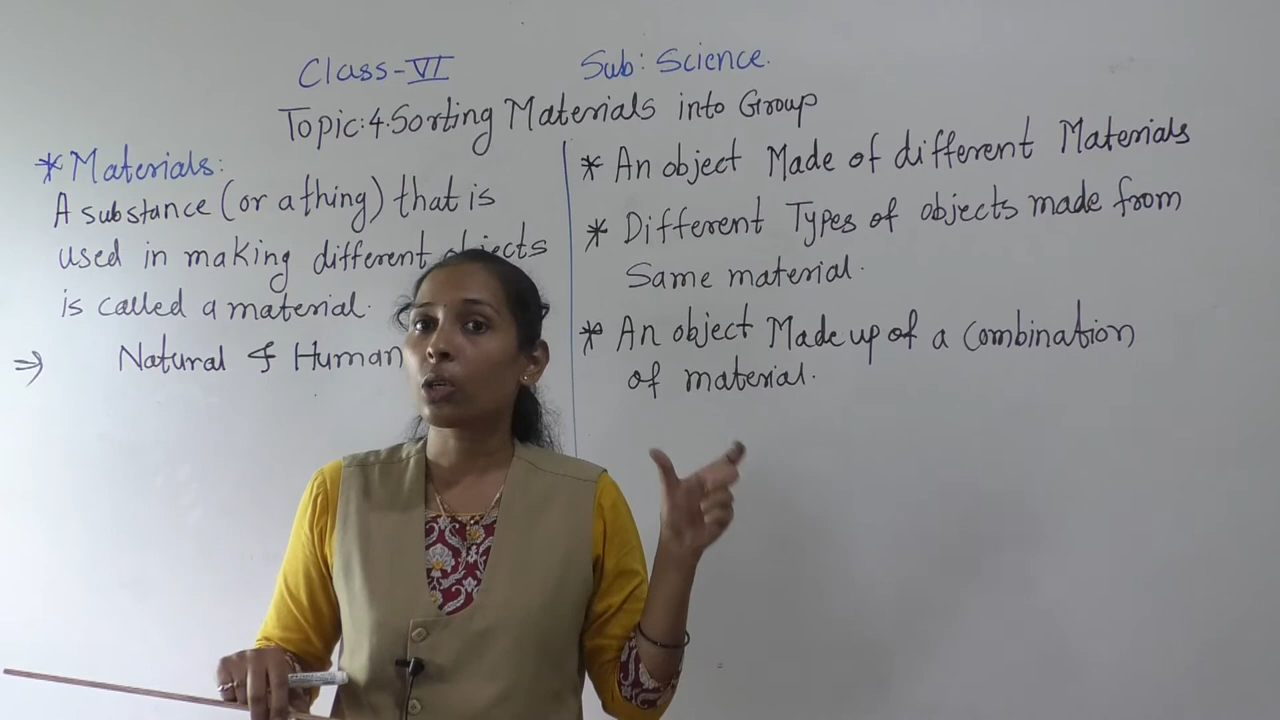 Class-VI Sub: Science.
Topic:4.Sorting Materials into Group
* Materials:
A substance (or a thing) that is
used in making different objects
is called a material.
⇒ Natural & Human
* An object Made of different Materials
* Different Types of objects made from
Same material.
* An object Made up of a Combination
of material.